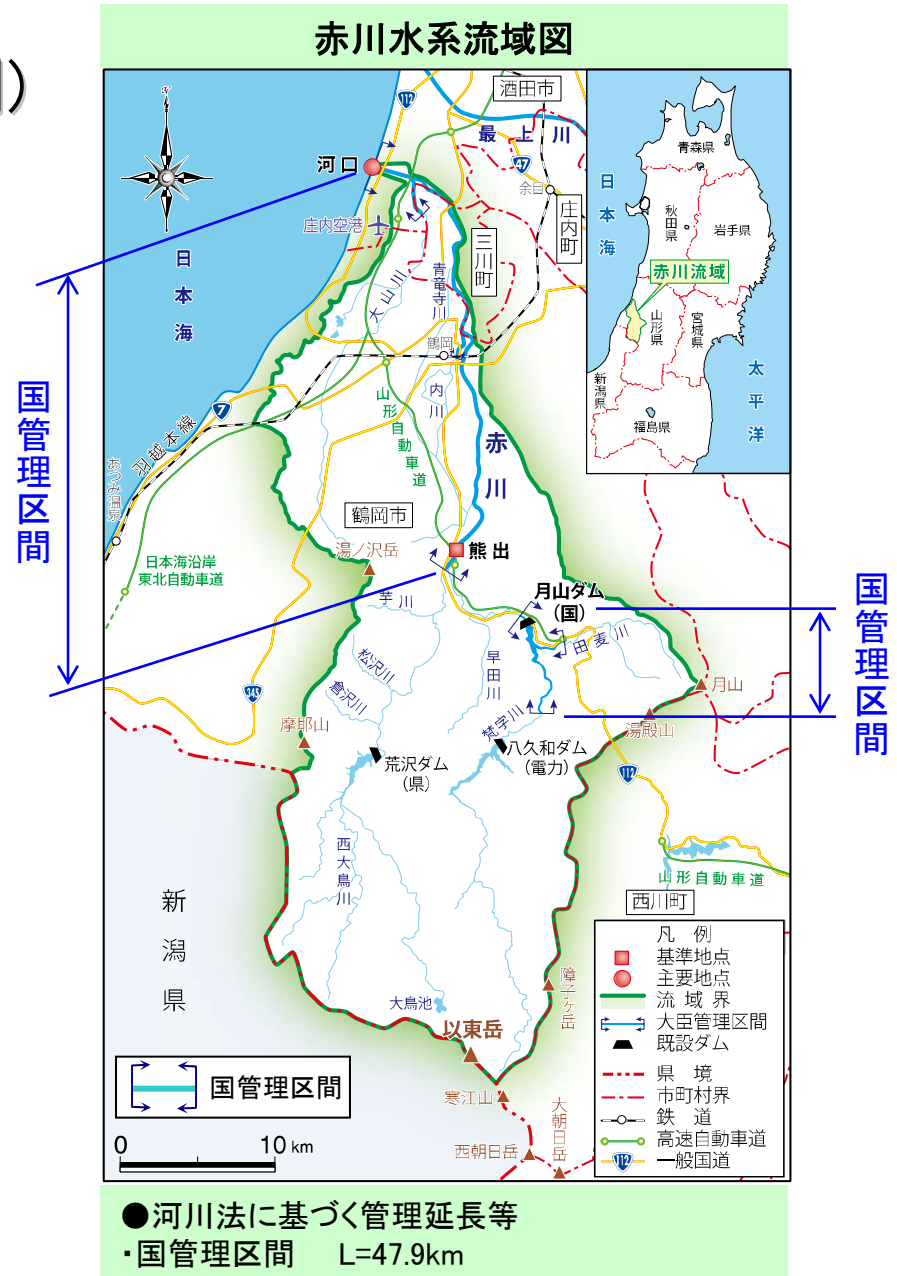 ）
赤川水系流域図
N
C
112
酒田市
最上川
47
河口
余目
庄内町
庄内空港
三川町
日本海
大山川
青竜寺川
鶴岡
内川
山形自動車道
赤川
7
羽越本線
あつみ温泉
鶴岡市
熊出
湯ノ沢岳
日本海沿岸
東北自動車道
芋川
月山ダム
（国）
田麦川
早田川
松沢川
倉沢川
345
梵字川
月山
湯殿山
摩耶山
荒沢ダム
（県）
八久和ダム
（電力）
112
西大鳥川
山形自動車道
西川町
新潟県
大鳥池
以東岳
障子ヶ岳
寒江山
大朝日岳
西朝日岳
国管理区間
国管理区間
青森県
日本海
秋田県
岩手県
赤川流域
山形県
宮城県
新潟県
福島県
太平洋
凡 例
基準地点
主要地点
流域界
大臣管理区間
既設ダム
県 境
市町村界
鉄 道
高速自動車道
112 一般国道
国管理区間
0 10 km
●河川法に基づく管理延長等
・国管理区間 L=47.9km